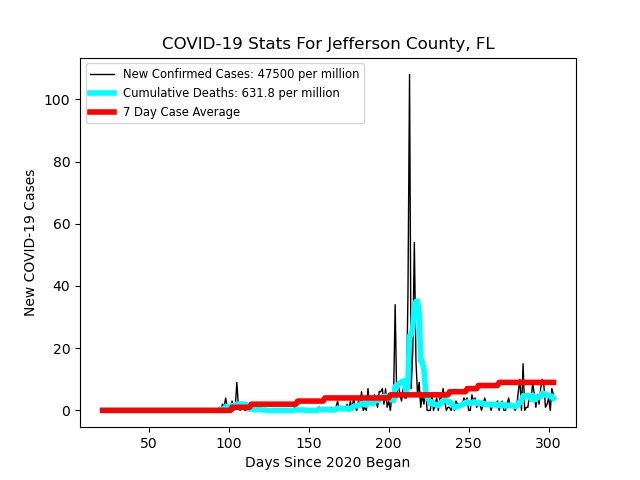 COVID-19 Stats For Jefferson County, FL
New Confirmed Cases: 47500 per million
Cumulative Deaths: 631.8 per million
7 Day Case Average
100
80
60
40
20
0
New COVID-19 Cases
50 100 150 200 250 300
Days Since 2020 Began